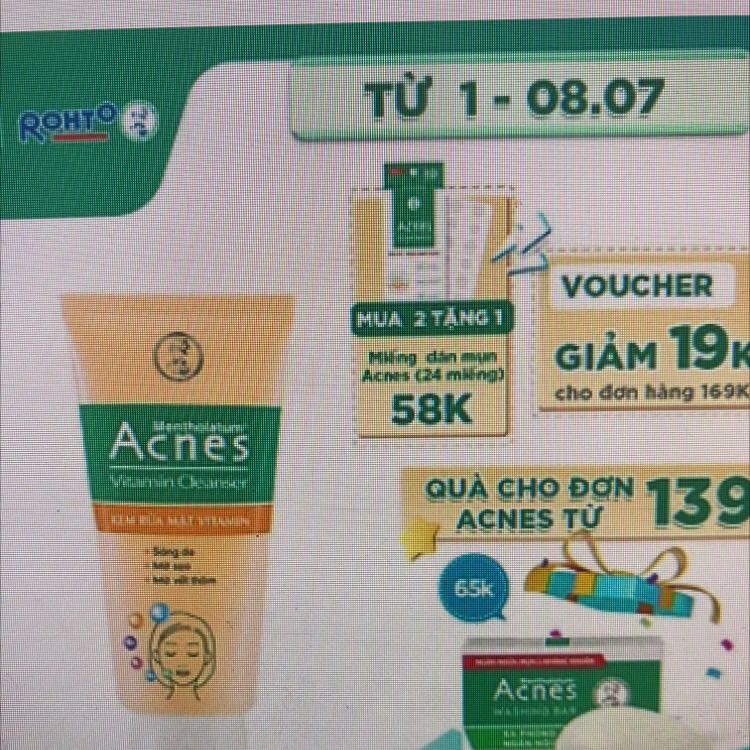 ROHTO
TỪ 1 - 08.07
MUA 2 TẶNG 1
Miếng dán mụn
Acnes (24 miếng)
58K
VOUCHER
GIẢM 19K
cho đơn hàng 169K
Mentholatum
Acnes
Vitamin Cleanser
KEM RỬA MẶT VITAMIN
Sáng da
Mờ sẹo
Mờ vết thâm
QUÀ CHO ĐƠN 139
ACNES TỪ
65k
Acnes
WASHING BAR